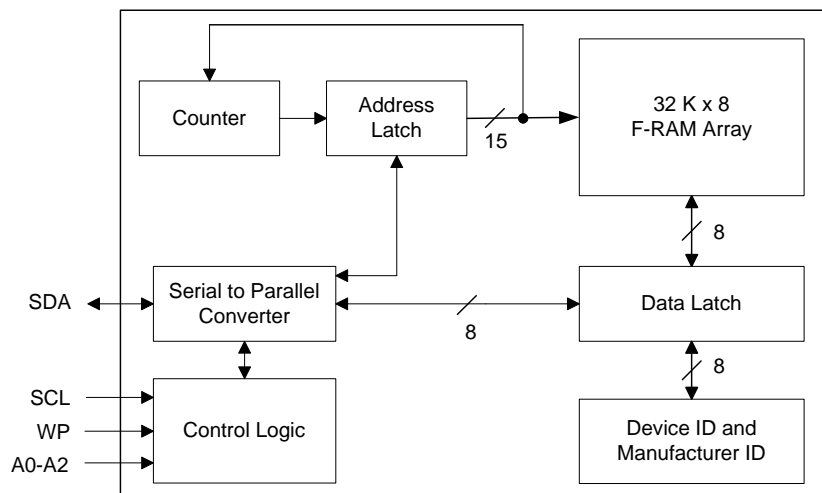 Counter
Address
Latch
15
32 K x 8
F-RAM Array
8
SDA
Serial to Parallel
Converter
8
Data Latch
8
SCL
WP
A0-A2
Control Logic
Device ID and
Manufacturer ID